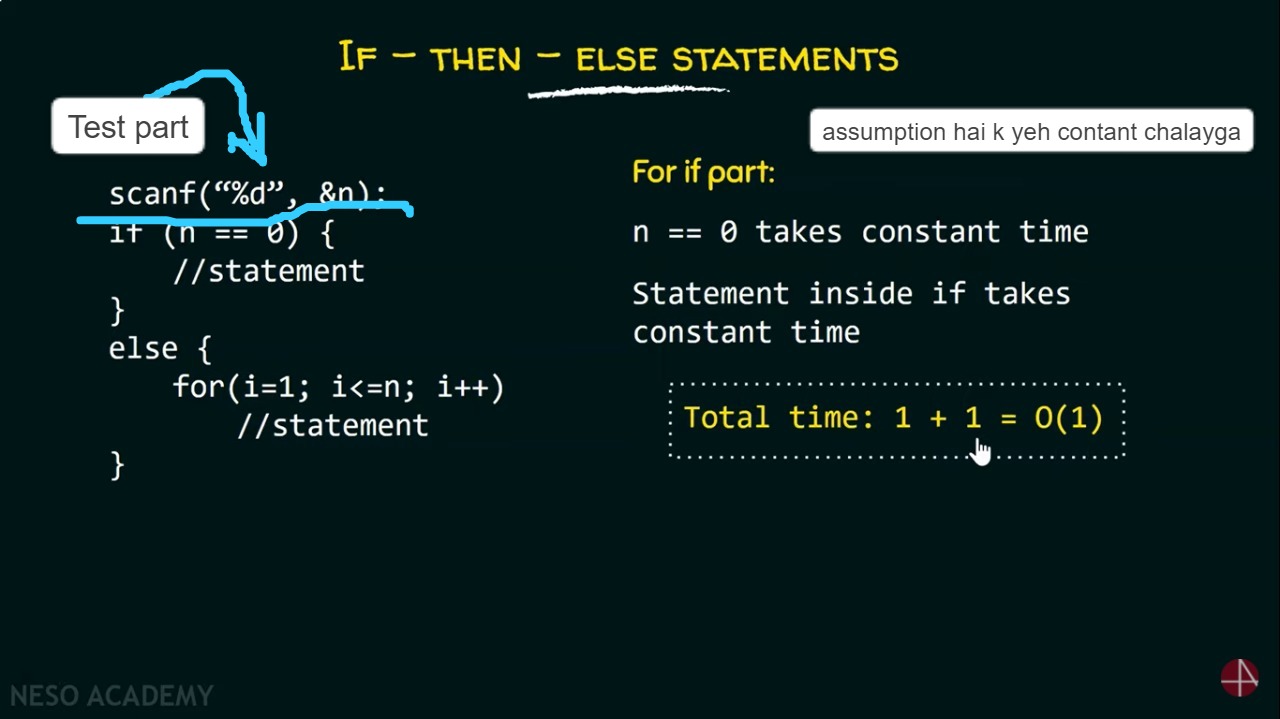 IF – THEN – ELSE STATEMENTS
Test part
assumption hai k yeh contant chalayga
scanf(“%d”, &n);
if (n == 0) {
//statement
}
else {
for(i=1; i<=n; i++)
//statement
}
For if part:
n == 0 takes constant time
Statement inside if takes
constant time
Total time: 1 + 1 = O(1)
NESO ACADEMY